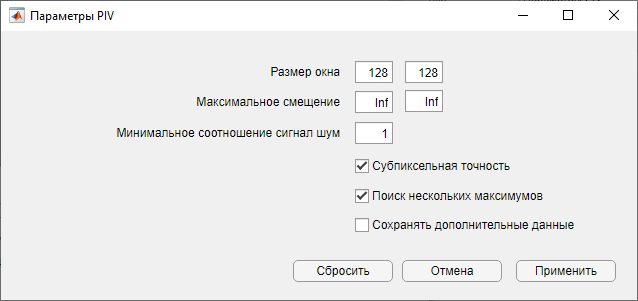 Параметры PIV
Размер окна 128 128
Максимальное смещение Inf Inf
Минимальное соотношение сигнал шум 1
Субпиксельная точность
Поиск нескольких максимумов
Сохранять дополнительные данные
Сбросить Отмена Применить